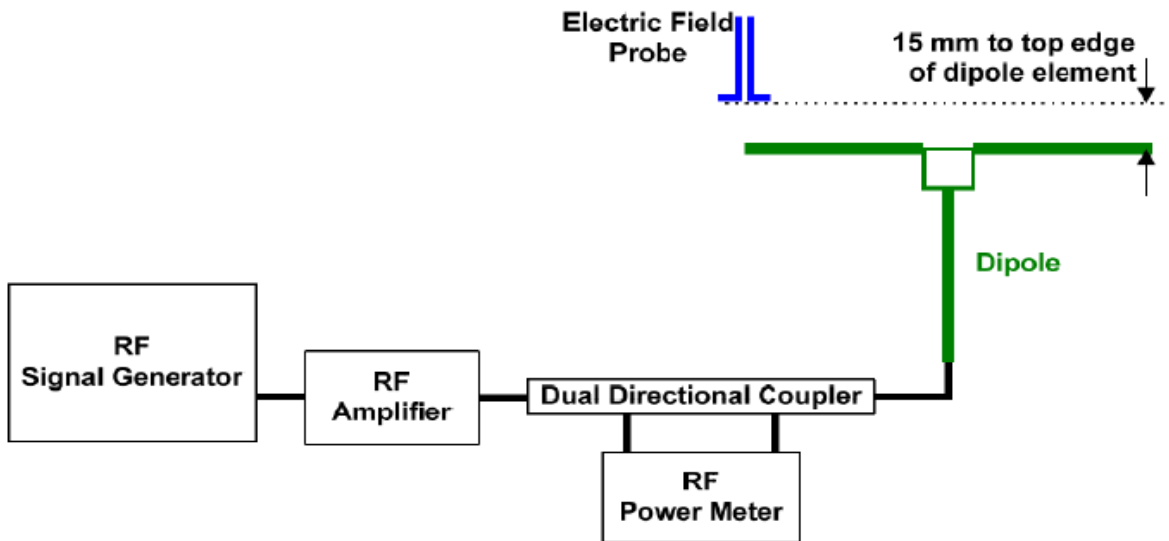 Electric Field
Probe
15 mm to top edge
of dipole element
Dipole
RF
Signal Generator
RF
Amplifier
Dual Directional Coupler
RF
Power Meter